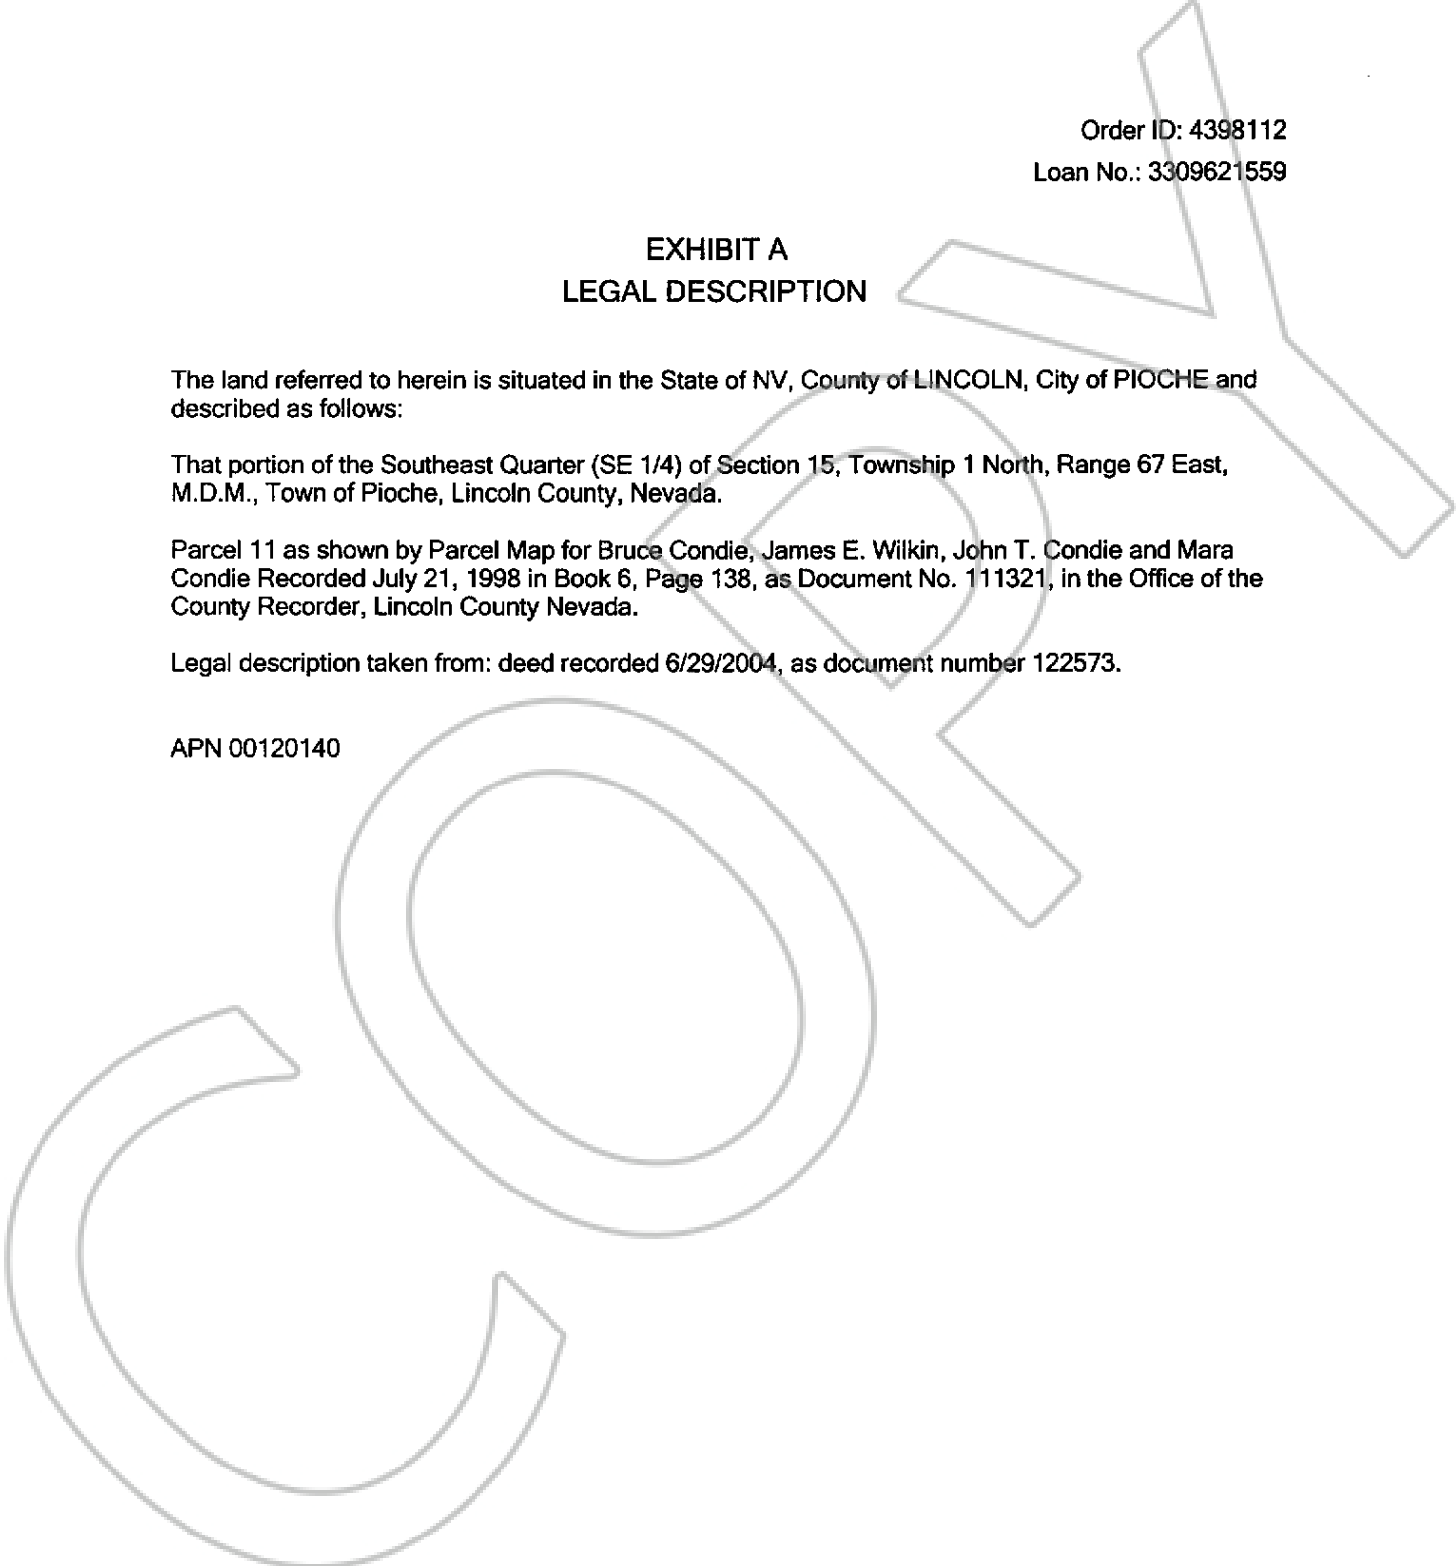 Order ID: 4398112
Loan No.: 3309621559
EXHIBIT A
LEGAL DESCRIPTION
The land referred to herein is situated in the State of NV, County of LINCOLN, City of PIOCHE and
described as follows:
That portion of the Southeast Quarter (SE 1/4) of Section 15, Township 1 North, Range 67 East,
M.D.M., Town of Pioche, Lincoln County, Nevada.
Parcel 11 as shown by Parcel Map for Bruce Condie, James E. Wilkin, John T. Condie and Mara
Condie Recorded July 21, 1998 in Book 6, Page 138, as Document No. 111321, in the Office of the
County Recorder, Lincoln County Nevada.
Legal description taken from: deed recorded 6/29/2004, as document number 122573.
APN 00120140
COPY